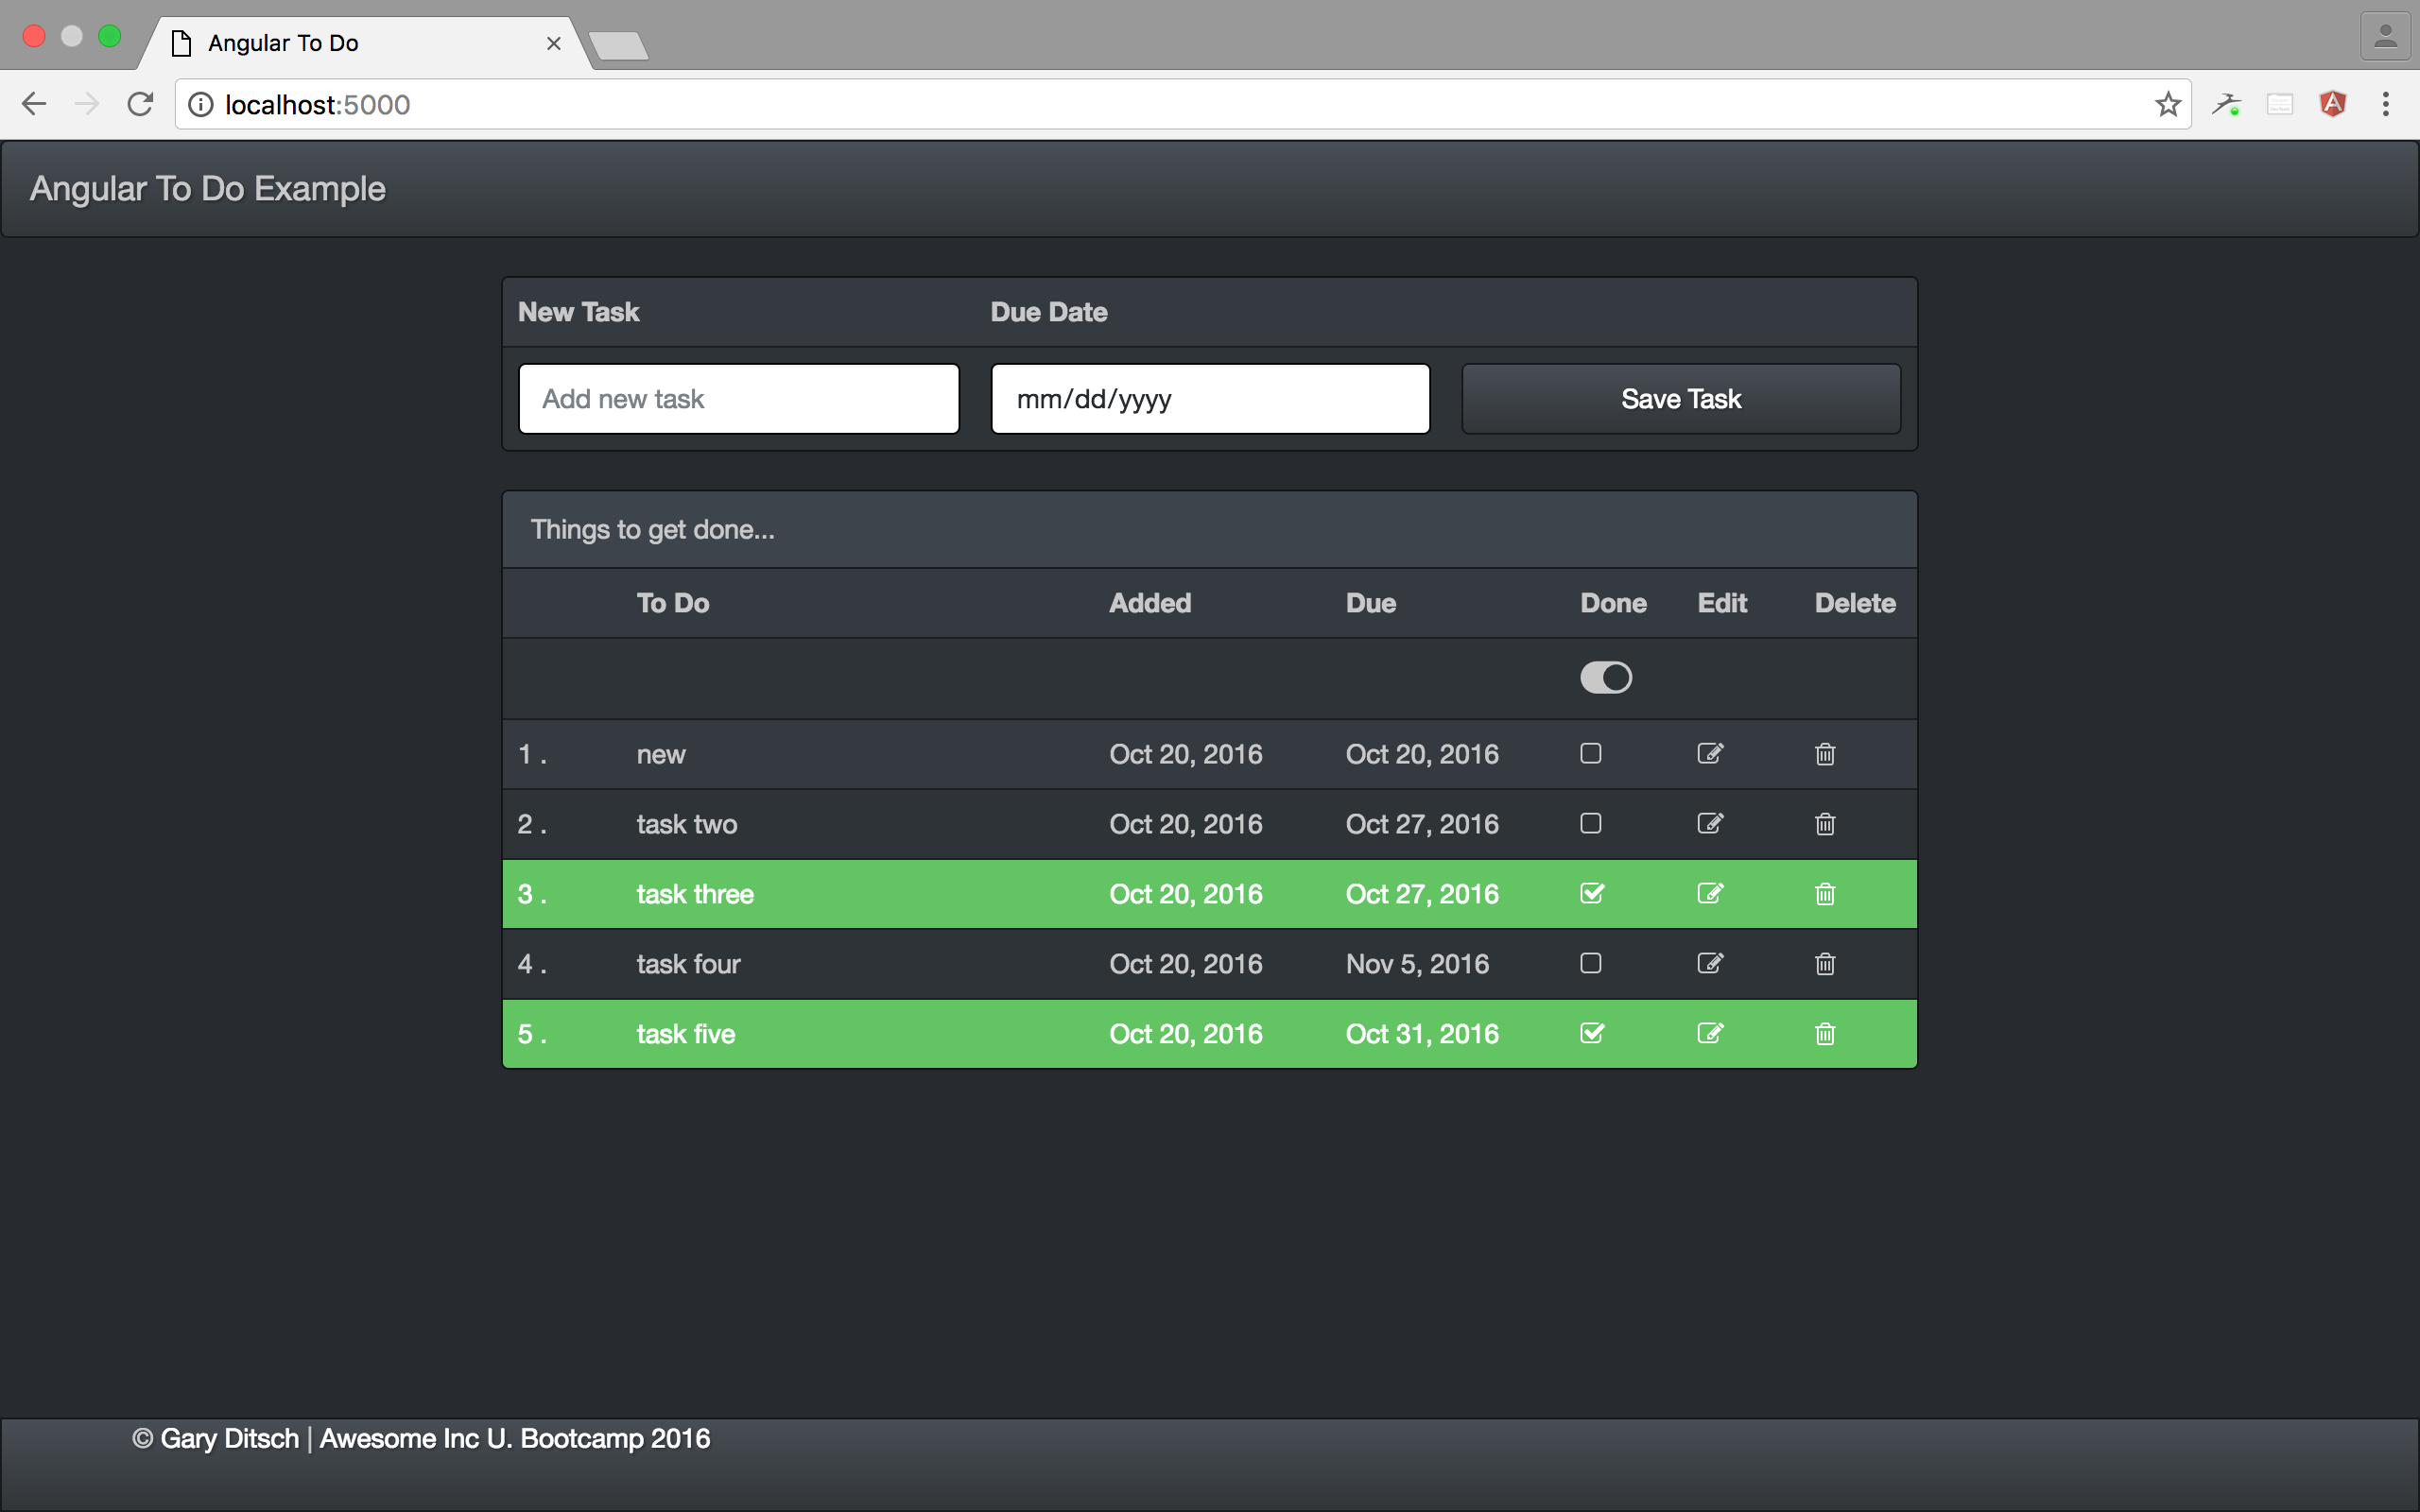 Angular To Do
localhost:5000
Angular To Do Example
New Task Due Date
Add new task mm/dd/yyyy Save Task
Things to get done...
To Do Added Due Done Edit Delete
1 . new Oct 20, 2016 Oct 20, 2016
2 . task two Oct 20, 2016 Oct 27, 2016
3 . task three Oct 20, 2016 Oct 27, 2016
4 . task four Oct 20, 2016 Nov 5, 2016
5 . task five Oct 20, 2016 Oct 31, 2016
© Gary Ditsch | Awesome Inc U. Bootcamp 2016